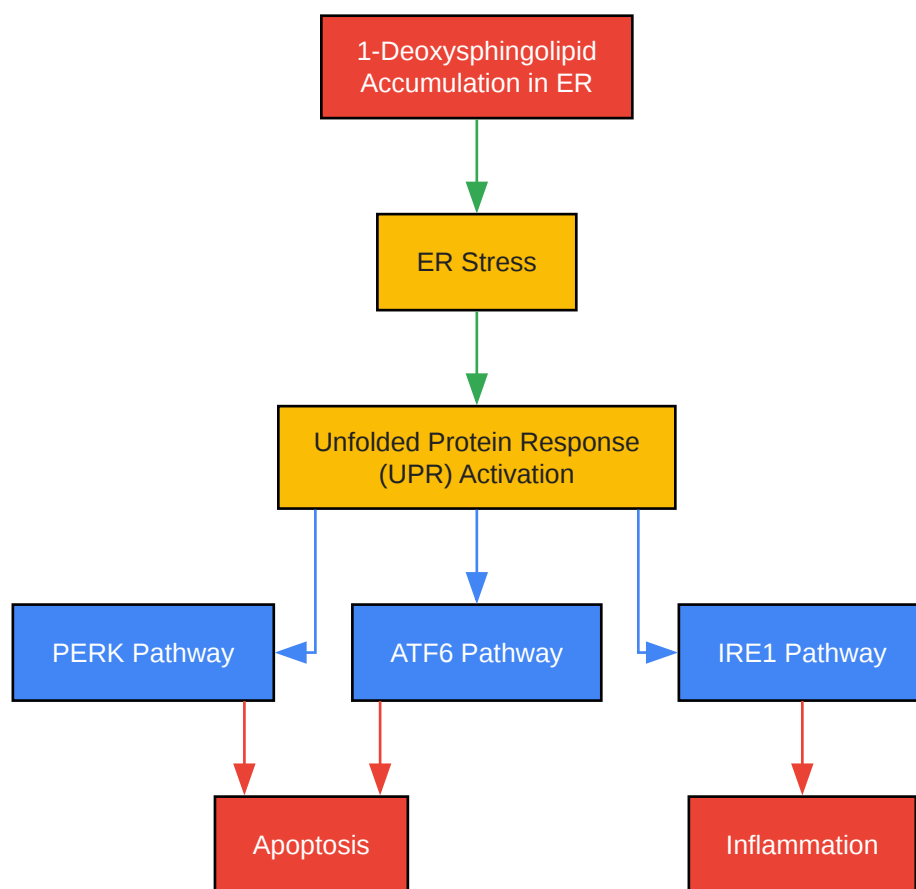 1-Deoxysphingolipid
Accumulation in ER
ER Stress
Unfolded Protein Response
(UPR) Activation
PERK Pathway
ATF6 Pathway
IRE1 Pathway
Apoptosis
Inflammation